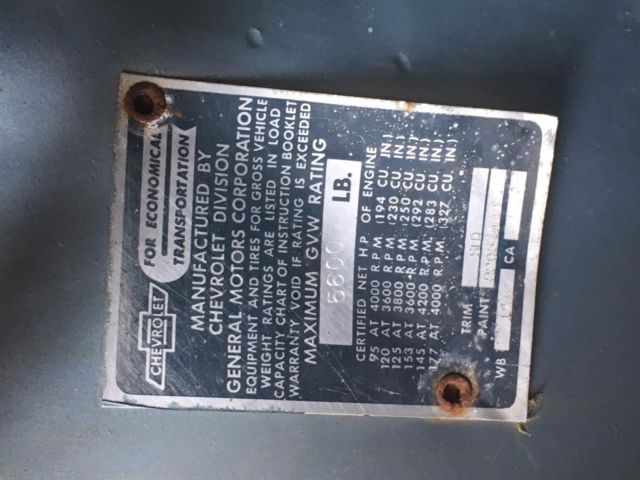 CHEVROLET
FOR ECONOMICAL
TRANSPORTATION
MANUFACTURED BY
CHEVROLET DIVISION
GENERAL MOTORS CORPORATION
EQUIPMENT AND TIRES FOR GROSS VEHICLE
WEIGHT RATINGS ARE LISTED IN LOAD
CAPACITY CHART OF INSTRUCTION BOOKLET
WARRANTY VOID IF RATING IS EXCEEDED
MAXIMUM GVW RATING
5600 LB.
CERTIFIED NET H.P. OF ENGINE
95 AT 4000 R P M (194 CU. IN.)
120 AT 3600 R P M (230 CU. IN.)
125 AT 3800 R P M (250 CU. IN.)
153 AT 3600 R P M (292 CU. IN.)
145 AT 4200 R P M (283 CU. IN.)
177 AT 4000 R P M (327 CU. IN.)
TRIM STD
PAINT
WB CA